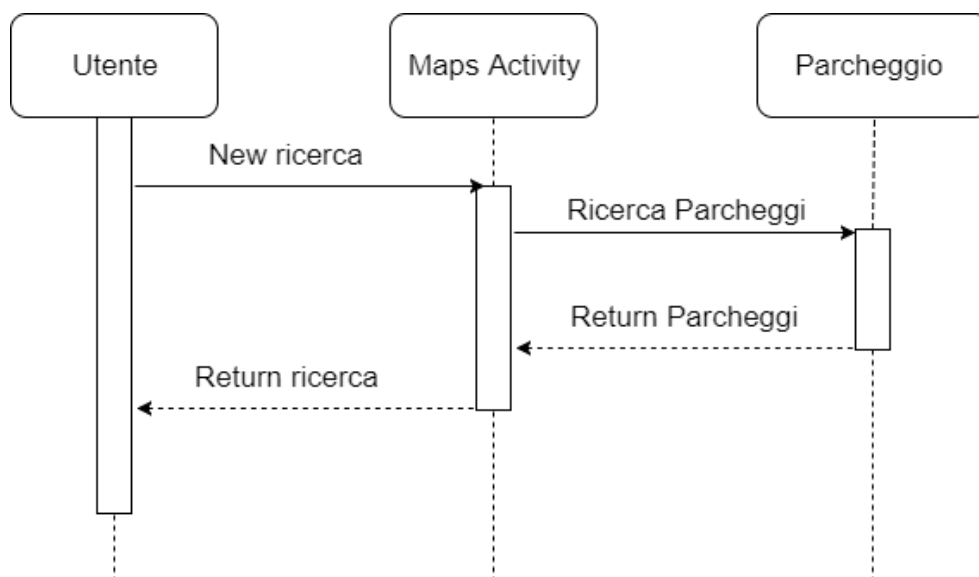 Utente
Maps Activity
Parcheggio
New ricerca
Ricerca Parcheggi
Return Parcheggi
Return ricerca